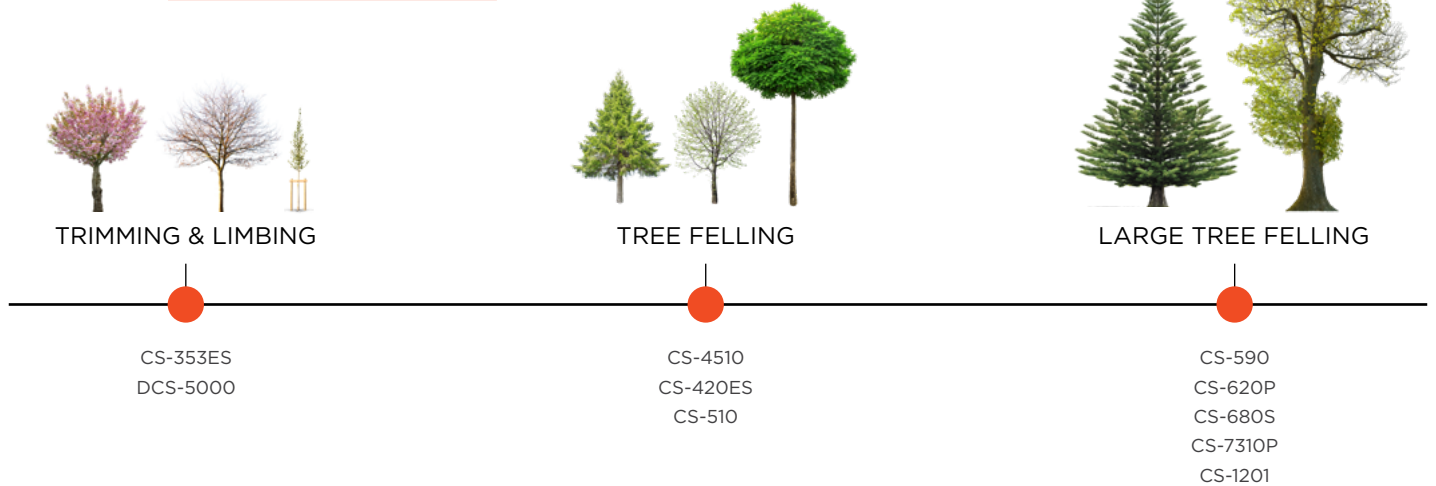 TRIMMING & LIMBING
CS-353ES
DCS-5000
TREE FELLING
CS-4510
CS-420ES
CS-510
LARGE TREE FELLING
CS-590
CS-620P
CS-680S
CS-7310P
CS-1201